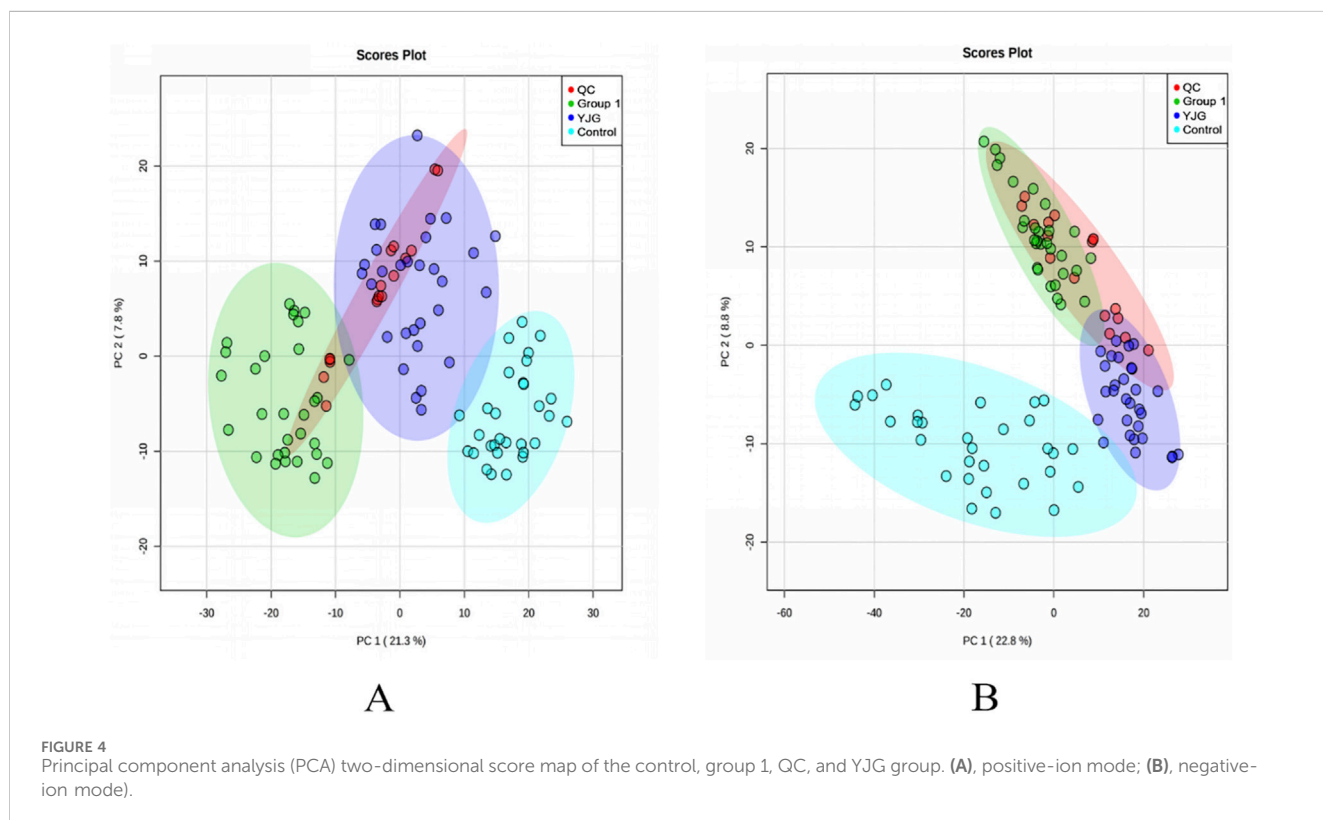 Scores Plot
QC
Group 1
YJG
Control
20
10
0
-10
-20
PC 2 ( 7.8 %)
-30
-20
-10
0
10
20
30
PC 1 ( 21.3 %)
A
Scores Plot
QC
Group 1
YJG
Control
20
10
0
-10
-20
PC 2 ( 8.8 %)
-60
-40
-20
0
20
PC 1 ( 22.8 %)
B
FIGURE 4
Principal component analysis (PCA) two-dimensional score map of the control, group 1, QC, and YJG group. (A), positive-ion mode; (B), negative-
ion mode).